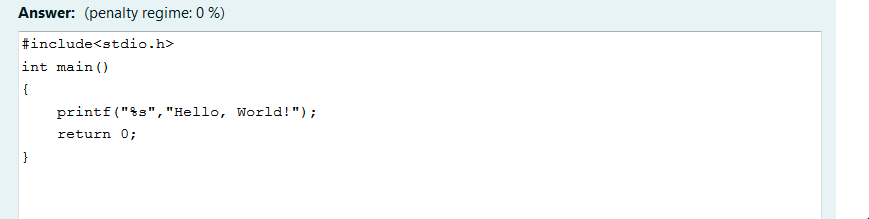 Answer: (penalty regime: 0 %)
#include<stdio.h>
int main()
{
    printf("%s","Hello, World!");
    return 0;
}